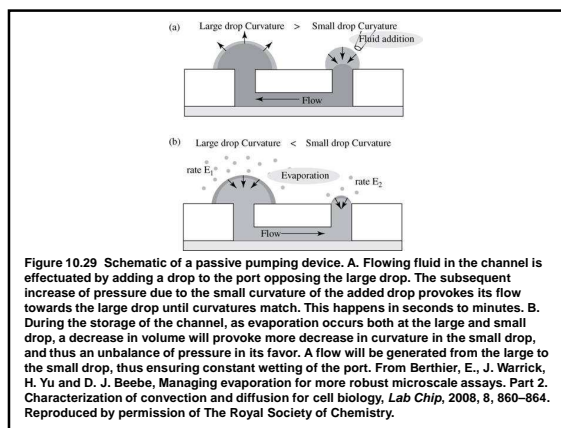 (a) Large drop Curvature > Small drop Curvature
Fluid addition
Flow
(b) Large drop Curvature < Small drop Curvature
rate E1
Evaporation
rate E2
Flow
Figure 10.29 Schematic of a passive pumping device. A. Flowing fluid in the channel is
effectuated by adding a drop to the port opposing the large drop. The subsequent
increase of pressure due to the small curvature of the added drop provokes its flow
towards the large drop until curvatures match. This happens in seconds to minutes. B.
During the storage of the channel, as evaporation occurs both at the large and small
drop, a decrease in volume will provoke more decrease in curvature in the small drop,
and thus an unbalance of pressure in its favor. A flow will be generated from the large to
the small drop, thus ensuring constant wetting of the port. From Berthier, E., J. Warrick,
H. Yu and D. J. Beebe, Managing evaporation for more robust microscale assays. Part 2.
Characterization of convection and diffusion for cell biology, Lab Chip, 2008, 8, 860–864.
Reproduced by permission of The Royal Society of Chemistry.